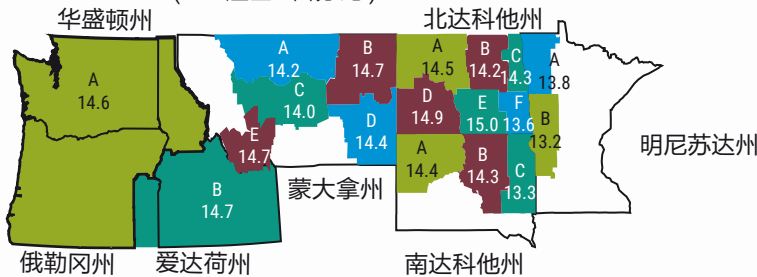 华盛顿州
北达科他州
A
14.6
A
14.2
B
14.7
C
14.0
D
14.4
E
14.7
B
14.7
A
14.5
B
14.2
C
14.3
D
14.9
E
15.0
F
13.6
A
13.8
B
13.2
A
14.4
B
14.3
C
13.3
明尼苏达州
蒙大拿州
俄勒冈州
爱达荷州
南达科他州